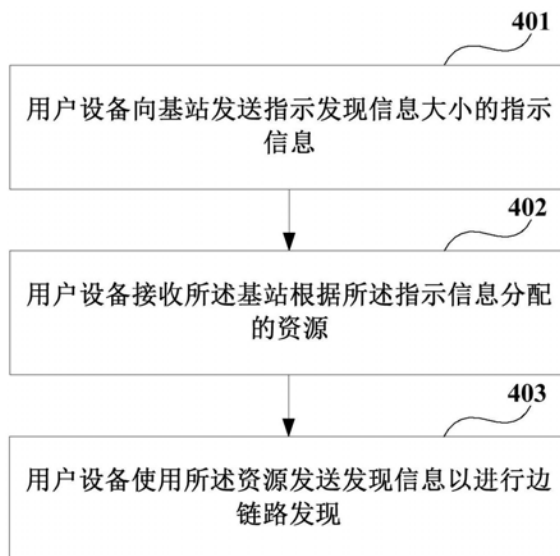 401
用户设备向基站发送指示发现信息大小的指示
信息
402
用户设备接收所述基站根据所述指示信息分配
的资源
403
用户设备使用所述资源发送发现信息以进行边
链路发现